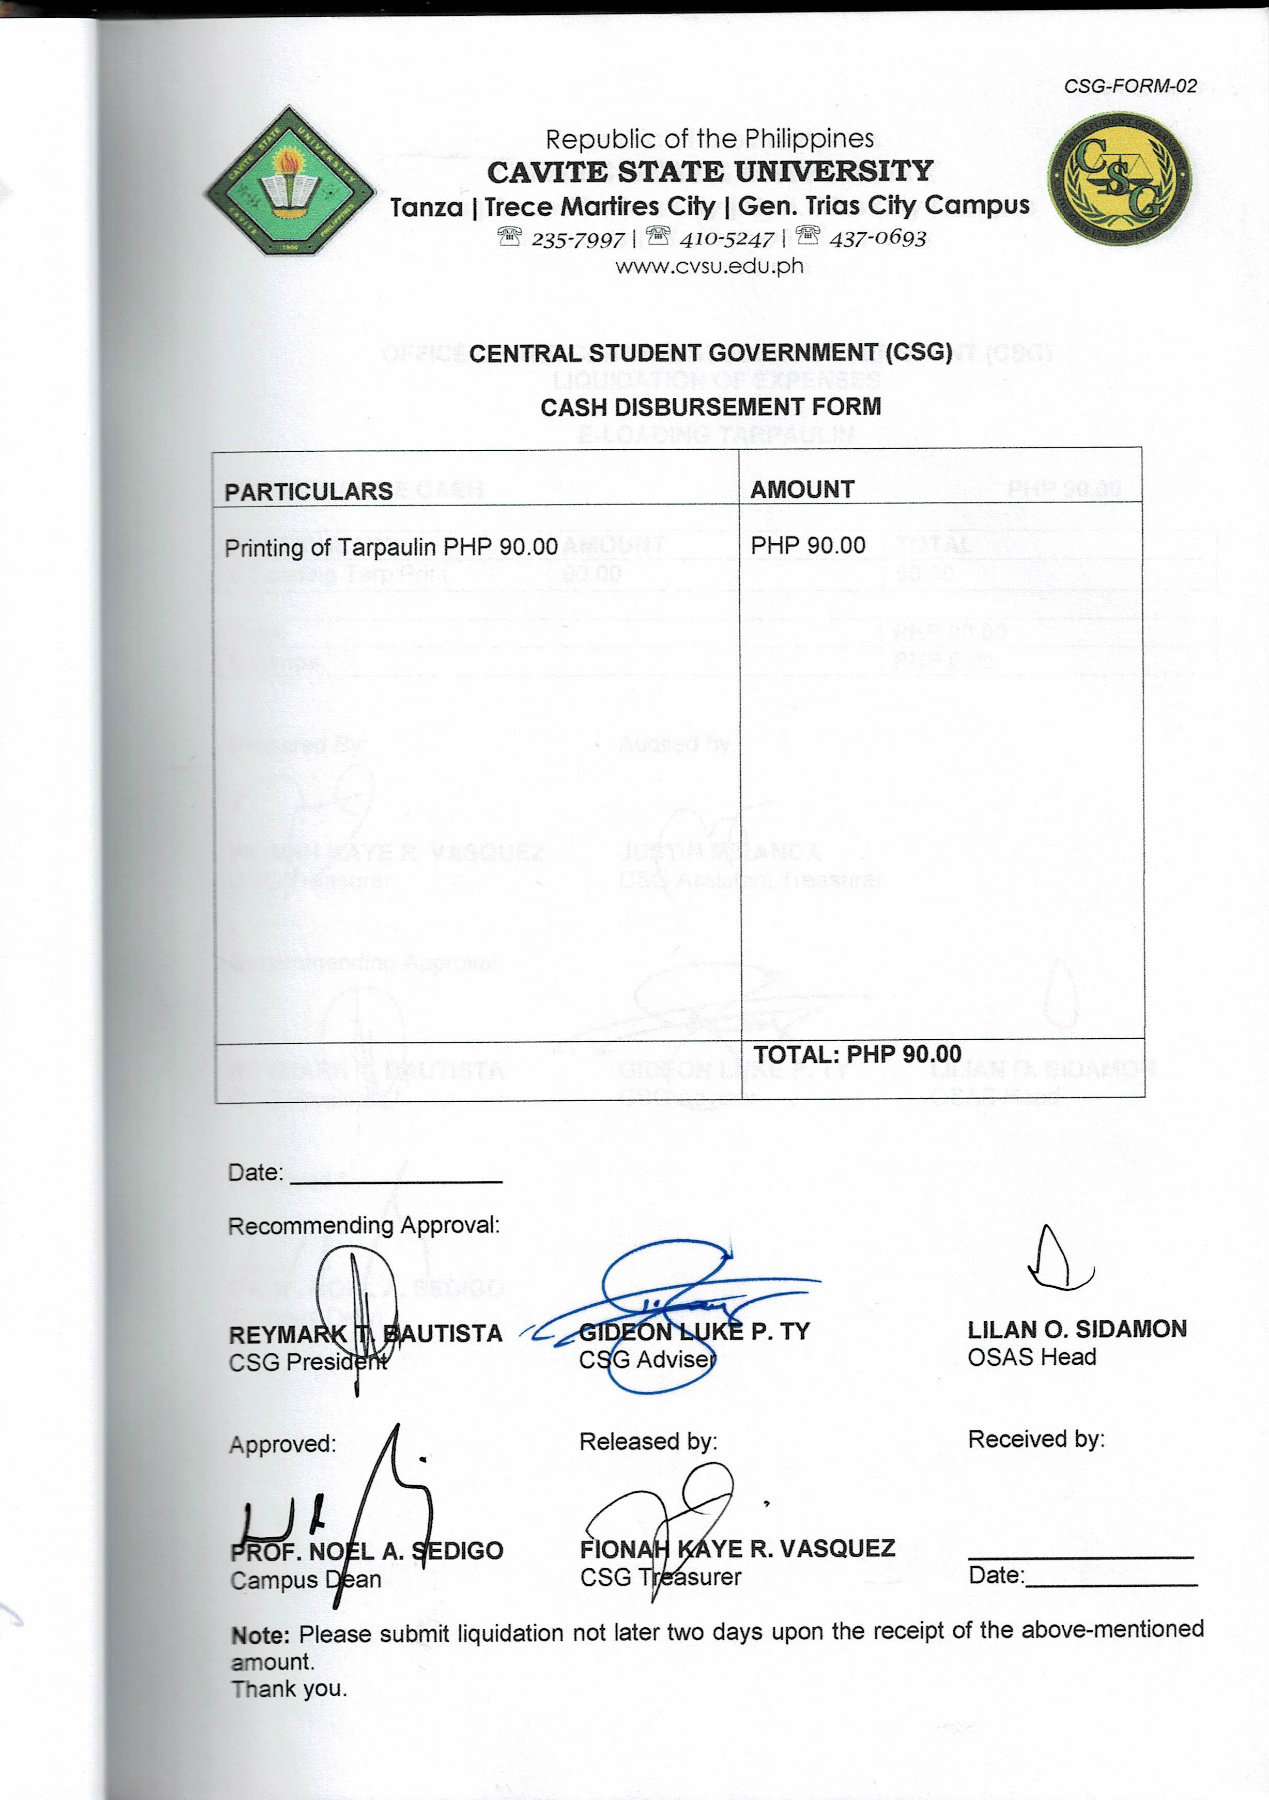 CSG-FORM-02
Republic of the Philippines
CAVITE STATE UNIVERSITY
Tanza | Trece Martires City | Gen. Trias City Campus
☏ 235-7997 | ☏ 410-5247 | ☏ 437-0693
www.cvsu.edu.ph
CENTRAL STUDENT GOVERNMENT (CSG)
CASH DISBURSEMENT FORM
PARTICULARS AMOUNT
Printing of Tarpaulin PHP 90.00 PHP 90.00
TOTAL: PHP 90.00
Date:
Recommending Approval:
REYMARK T. BAUTISTA GIDEON LUKE P. TY LILAN O. SIDAMON
CSG President CSG Adviser OSAS Head
Approved: Released by: Received by:
PROF. NOEL A. SEDIGO FIONAH KAYE R. VASQUEZ
Campus Dean CSG Treasurer Date:
Note: Please submit liquidation not later two days upon the receipt of the above-mentioned
amount.
Thank you.